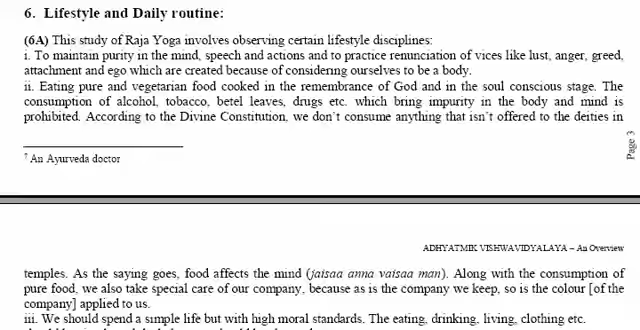 6. Lifestyle and Daily routine:
(6A) This study of Raja Yoga involves observing certain lifestyle disciplines:
i. To maintain purity in the mind, speech and actions and to practice renunciation of vices like lust, anger, greed,
attachment and ego which are created because of considering ourselves to be a body.
ii. Eating pure and vegetarian food cooked in the remembrance of God and in the soul conscious stage. The
consumption of alcohol, tobacco, betel leaves, drugs etc. which bring impurity in the body and mind is
prohibited. According to the Divine Constitution, we don't consume anything that isn't offered to the deities in
7 An Ayurveda doctor
Page 3
ADHYATMIK VISHWAVIDYALAYA – An Overview
temples. As the saying goes, food affects the mind (jaisaa anna vaisaa man). Along with the consumption of
pure food, we also take special care of our company, because as is the company we keep, so is the colour [of the
company] applied to us.
iii. We should spend a simple life but with high moral standards. The eating, drinking, living, clothing etc.